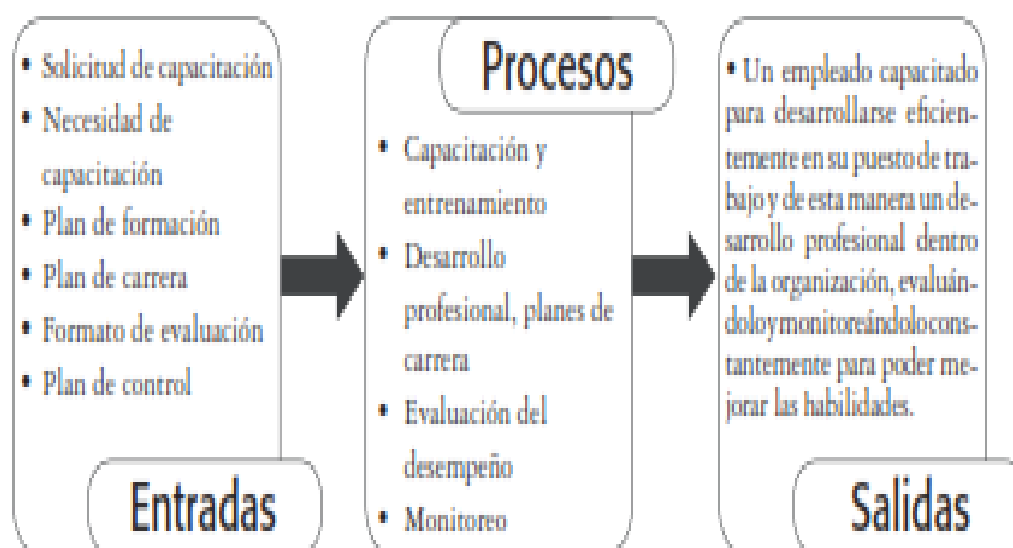 • Solicitud de capacitación
• Necesidad de
capacitación
• Plan de formación
• Plan de carrera
• Formato de evaluación
• Plan de control
Entradas
Procesos
• Capacitación y
entrenamiento
• Desarrollo
profesional, planes de
carrera
• Evaluación del
desempeño
• Monitoreo
• Un empleado capacitado
para desarrollarse eficien-
temente en su puesto de tra-
bajo y de esta manera un de-
sarrollo profesional dentro
de la organización, evaluán-
dolo y monitoreándolo cons-
tantemente para poder me-
jorar las habilidades.
Salidas